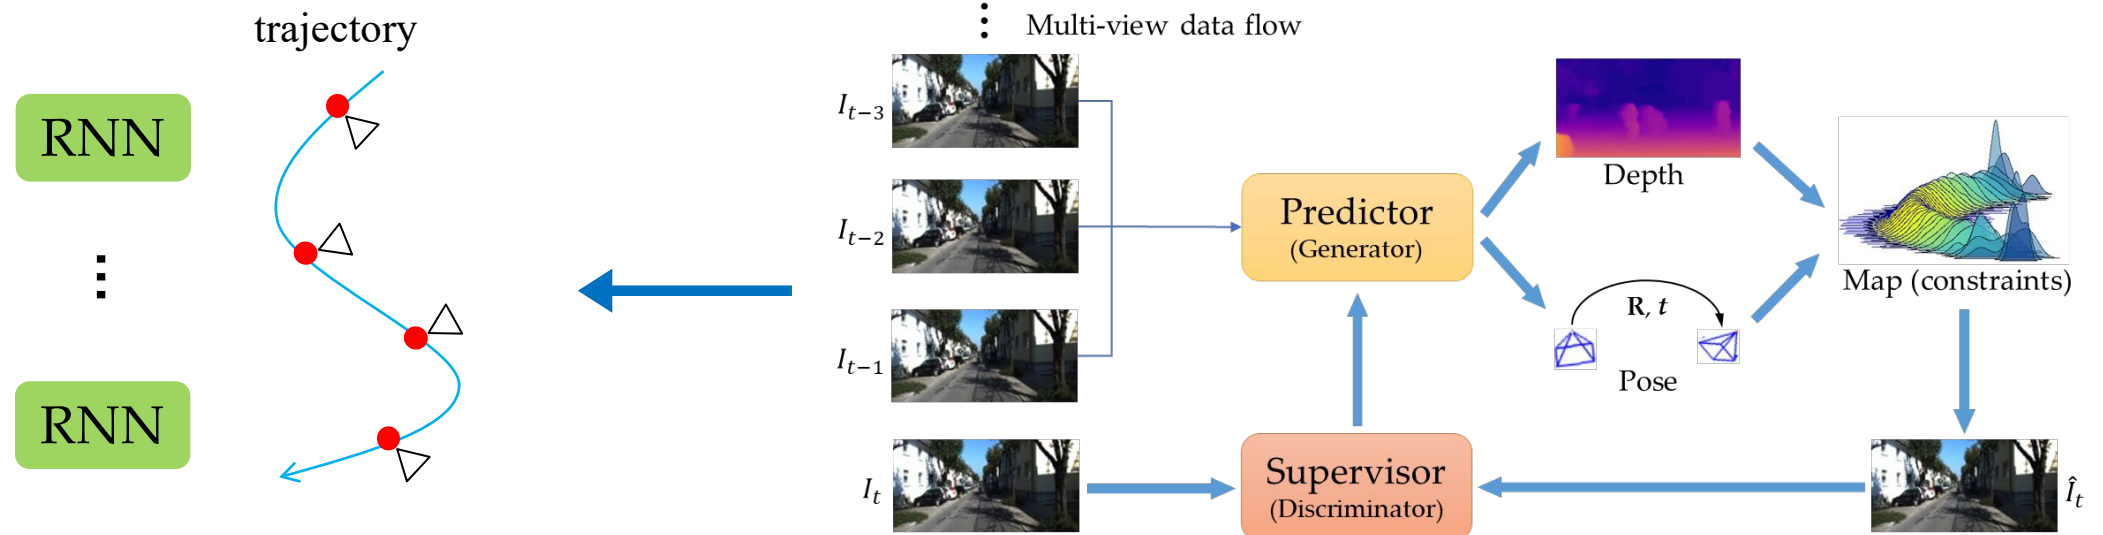 trajectory
RNN
⋮
RNN
⋮ Multi-view data flow
I_{t−3}
I_{t−2}
I_{t−1}
I_t
Predictor
(Generator)
Supervisor
(Discriminator)
Depth
R, t
Pose
Map (constraints)
Î_t